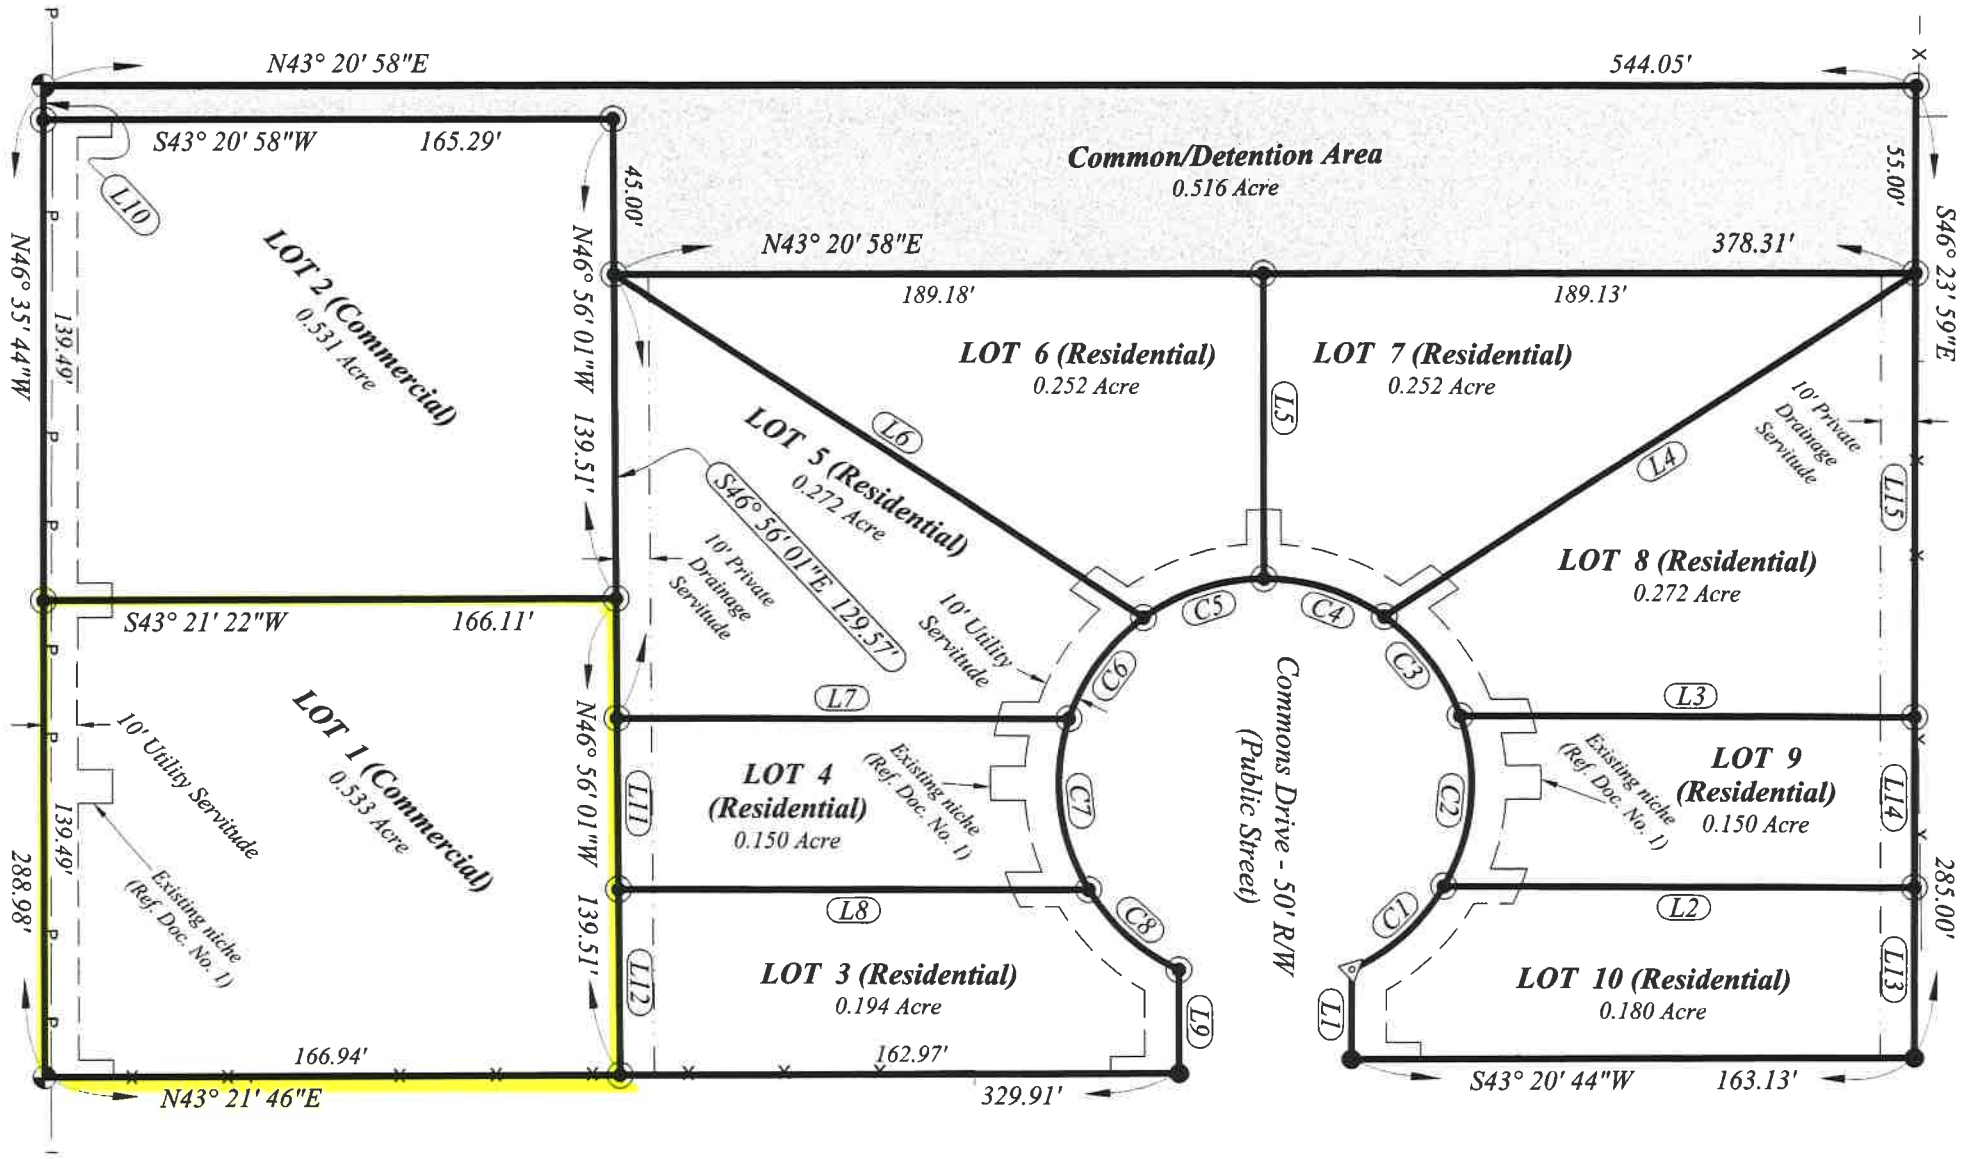 P
N43° 20' 58"E
544.05'
X
S43° 20' 58"W
165.29'
45.00'
Common/Detention Area
0.516 Acre
55.00'
L10
P
N43° 20' 58"E
378.31'
189.18'
189.13'
S46° 23' 59"E
N46° 35' 44"W
LOT 2 (Commercial)
0.531 Acre
139.49'
N46° 56' 01"W 139.51'
LOT 6 (Residential)
0.252 Acre
L5
LOT 7 (Residential)
0.252 Acre
L6
L4
10' Private
Drainage
Servitude
L15
LOT 5 (Residential)
0.272 Acre
S46° 56' 01"E 129.57'
10' Private
Drainage
Servitude
10' Utility
Servitude
LOT 8 (Residential)
0.272 Acre
C5
C4
C6
C3
P
P
S43° 21' 22"W
166.11'
P
L7
L3
LOT 1 (Commercial)
0.533 Acre
10' Utility Servitude
P
139.49'
Existing niche
(Ref. Doc. No. 1)
N46° 56' 01"W 139.51'
L11
LOT 4
(Residential)
0.150 Acre
Existing niche
(Ref. Doc. No. 1)
C7
Commons Drive - 50' R/W
(Public Street)
C2
Existing niche
(Ref. Doc. No. 1)
LOT 9
(Residential)
0.150 Acre
L14
288.98'
285.00'
L8
C8
C1
L2
P
LOT 3 (Residential)
0.194 Acre
L12
L9
L1
LOT 10 (Residential)
0.180 Acre
L13
P
166.94'
162.97'
N43° 21' 46"E
329.91'
S43° 20' 44"W
163.13'